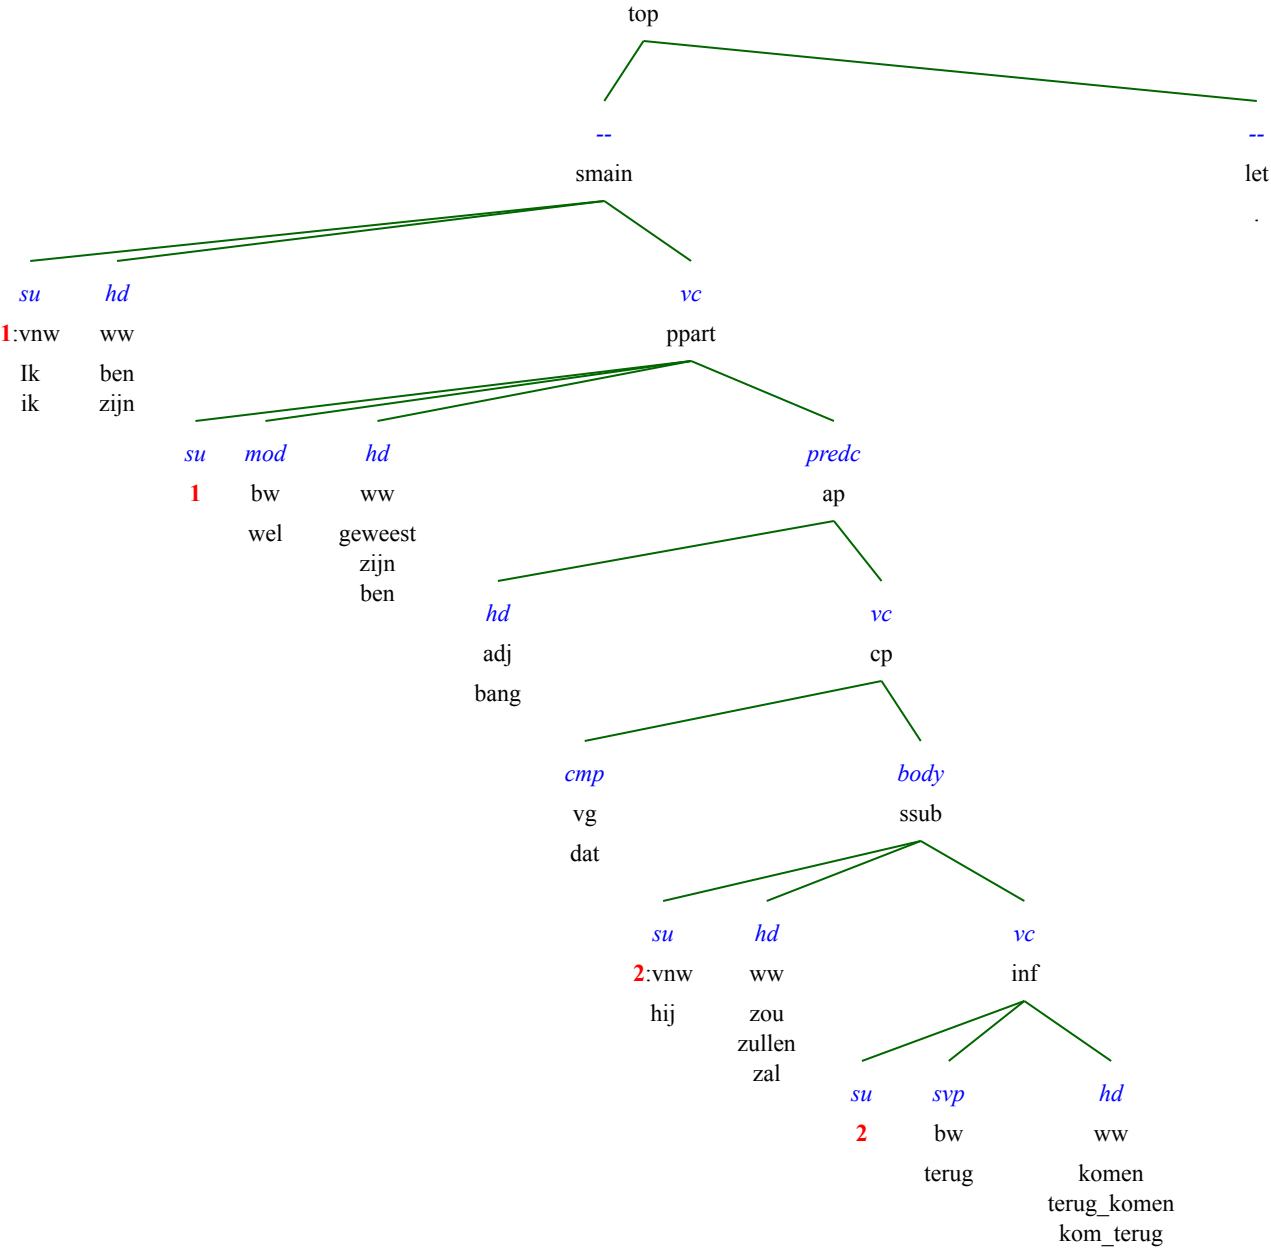 top
-- --
smain let
.
su hd vc
1:vnw ww ppart
Ik ben
ik zijn
su mod hd predc
1 bw ww ap
wel geweest
zijn
ben
hd vc
adj cp
bang
cmp body
vg ssub
dat
su hd vc
2:vnw ww inf
hij zou
zullen
zal
su svp hd
2 bw ww
terug komen
terug_komen
kom_terug